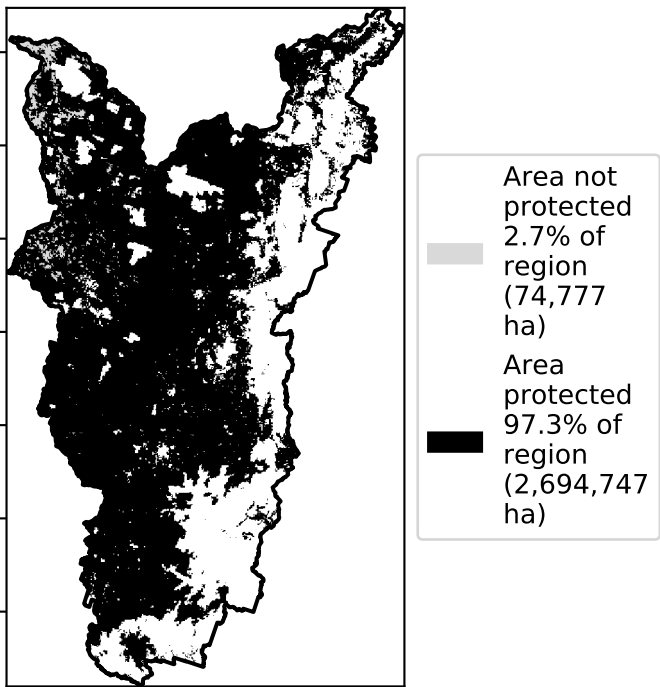 Area not
protected
2.7% of
region
(74,777
ha)
Area
protected
97.3% of
region
(2,694,747
ha)